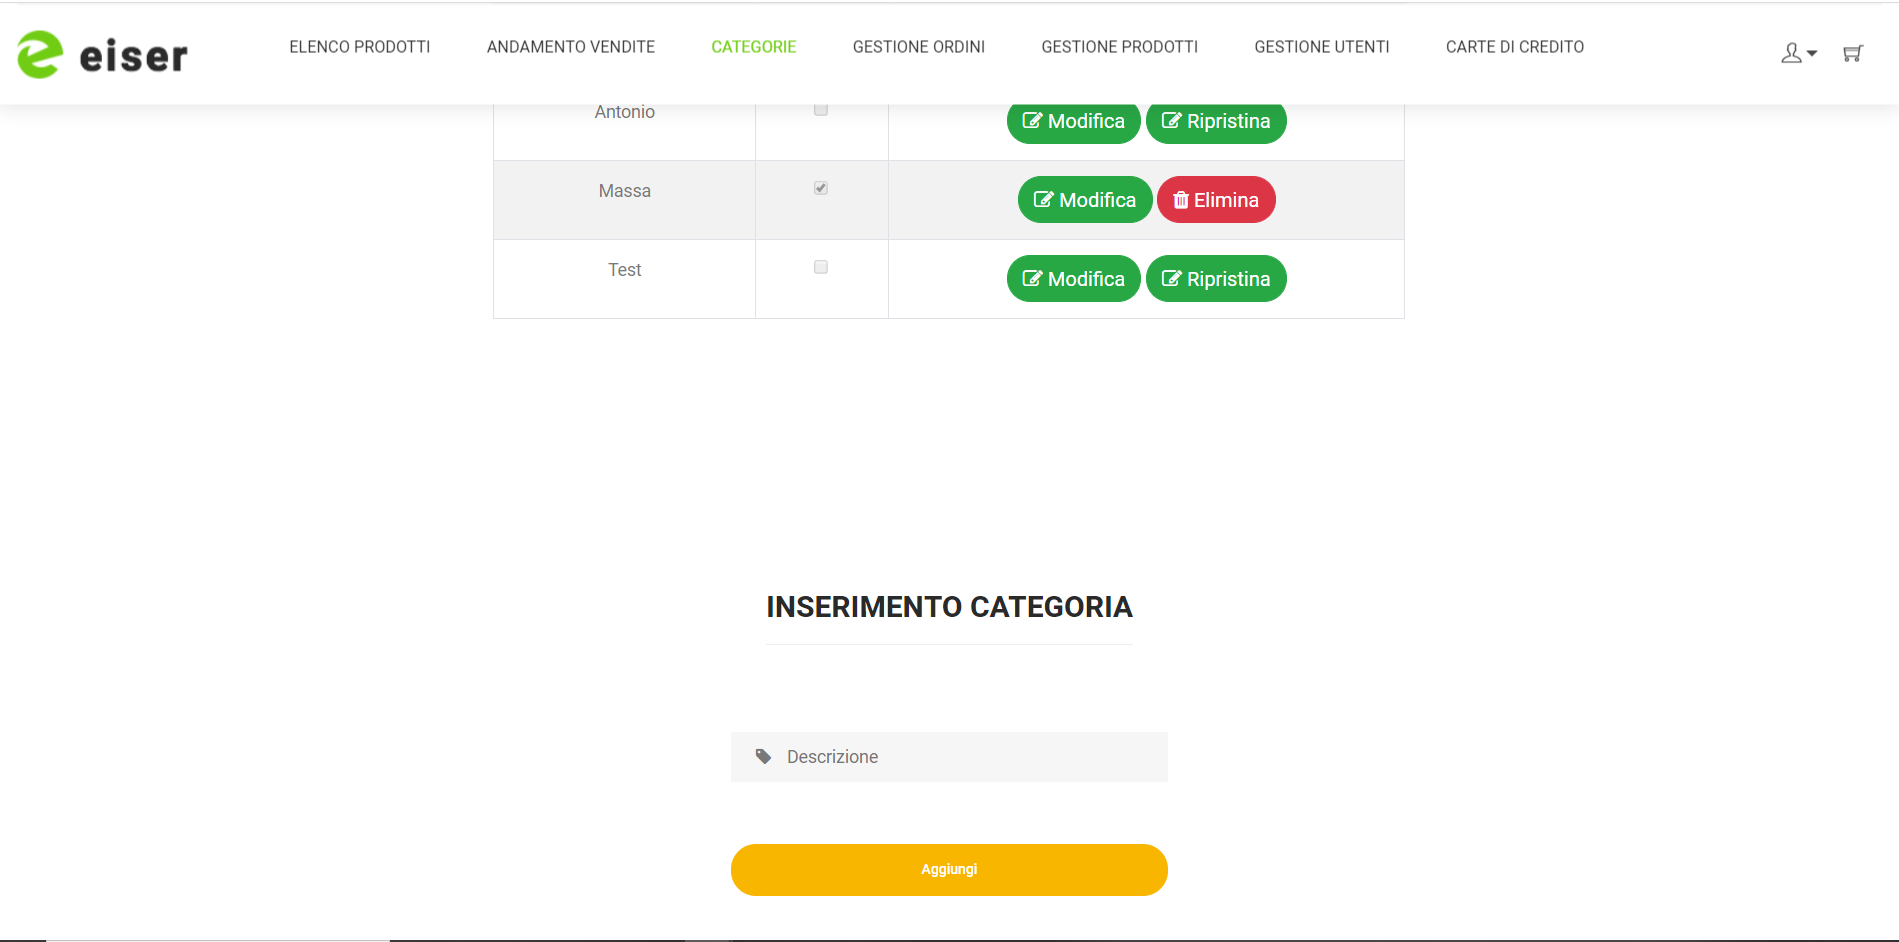 eiser
ELENCO PRODOTTI ANDAMENTO VENDITE CATEGORIE GESTIONE ORDINI GESTIONE PRODOTTI GESTIONE UTENTI CARTE DI CREDITO
Antonio Modifica Ripristina
Massa Modifica Elimina
Test Modifica Ripristina
INSERIMENTO CATEGORIA
Descrizione
Aggiungi